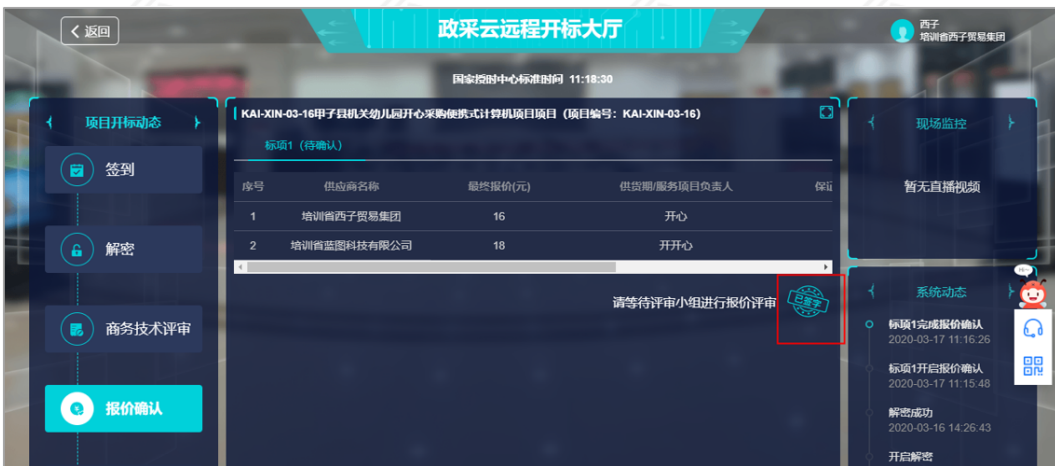 返回
政采云远程开标大厅
西子
培训省西子贸易集团
国家授时中心标准时间 11:18:30
项目开标动态
签到
解密
商务技术评审
报价确认
KAI-XIN-03-16甲子县机关幼儿园开心采购便携式计算机项目项目（项目编号：KAI-XIN-03-16）
标项1（待确认）
序号 供应商名称 最终报价(元) 供货期/服务项目负责人
1 培训省西子贸易集团 16 开心
2 培训省蓝图科技有限公司 18 开开心
请等待评审小组进行报价评审
已签字
现场监控
暂无直播视频
系统动态
标项1完成报价确认
2020-03-17 11:16:26
标项1开启报价确认
2020-03-17 11:15:48
解密成功
2020-03-16 14:26:43
开启解密